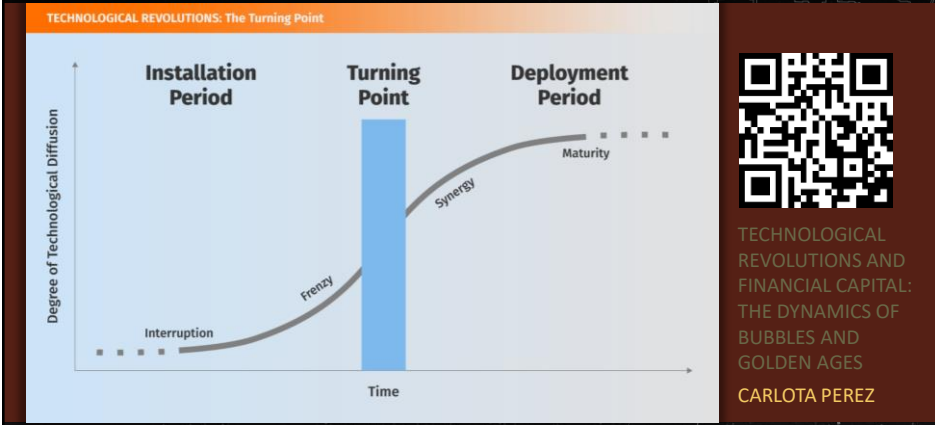 TECHNOLOGICAL REVOLUTIONS: The Turning Point
Installation
Period
Turning
Point
Deployment
Period
Degree of Technological Diffusion
Interruption
Frenzy
Synergy
Maturity
Time
TECHNOLOGICAL
REVOLUTIONS AND
FINANCIAL CAPITAL:
THE DYNAMICS OF
BUBBLES AND
GOLDEN AGES
CARLOTA PEREZ